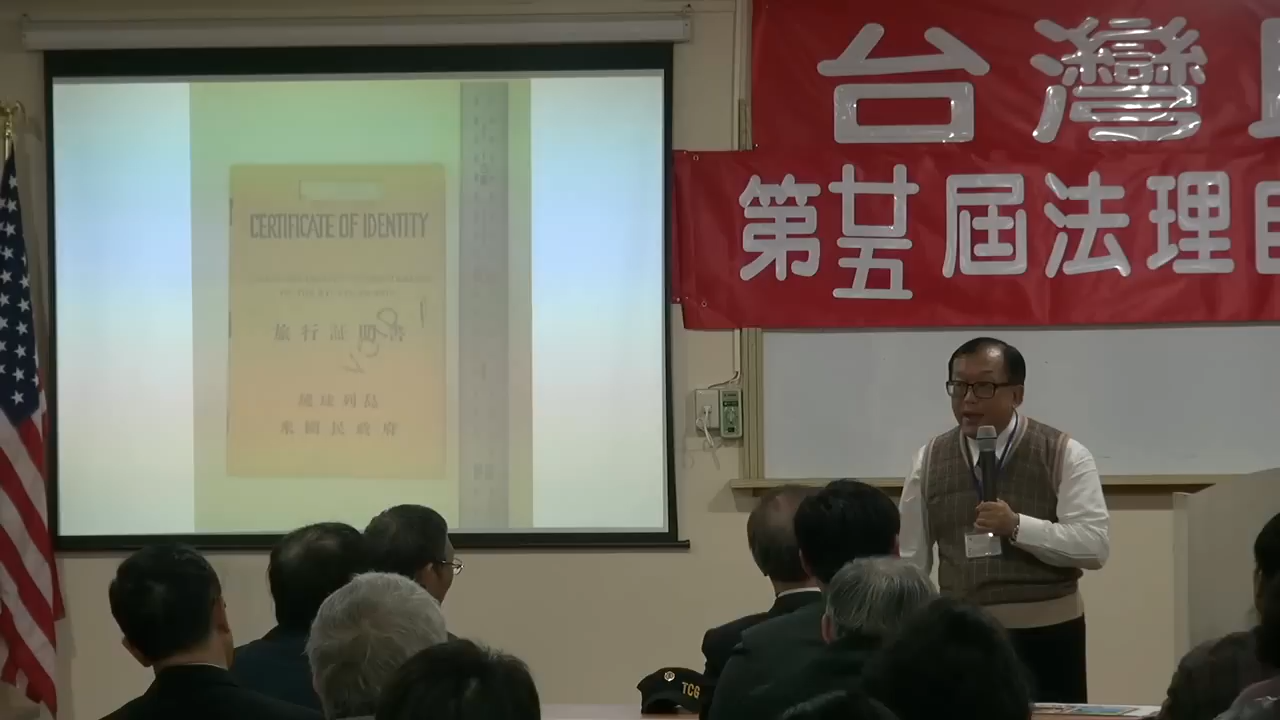 台灣
第廿五屆法理
CERTIFICATE OF IDENTITY
旅行証明書
琉球列島
米國民政府
TCG